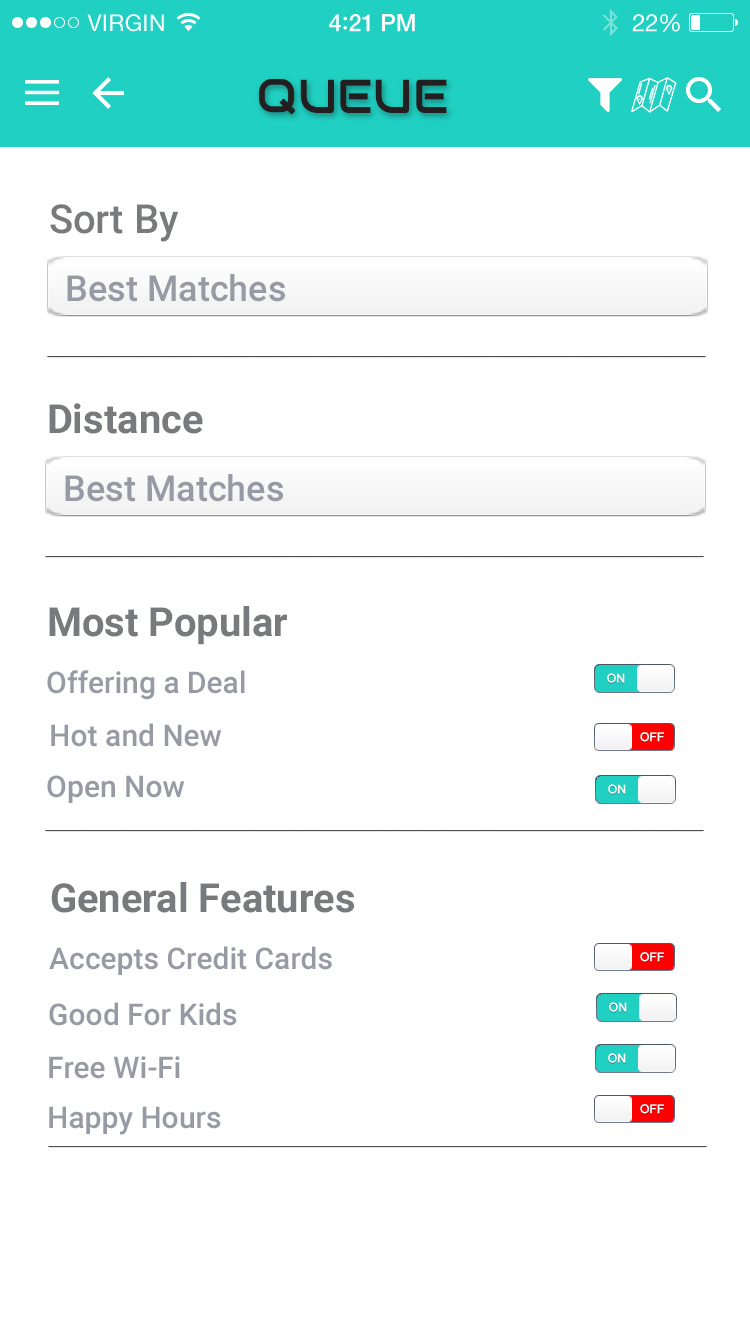 VIRGIN 4:21 PM 22%
QUEUE
Sort By
Best Matches
Distance
Best Matches
Most Popular
Offering a Deal ON
Hot and New OFF
Open Now ON
General Features
Accepts Credit Cards OFF
Good For Kids ON
Free Wi-Fi ON
Happy Hours OFF